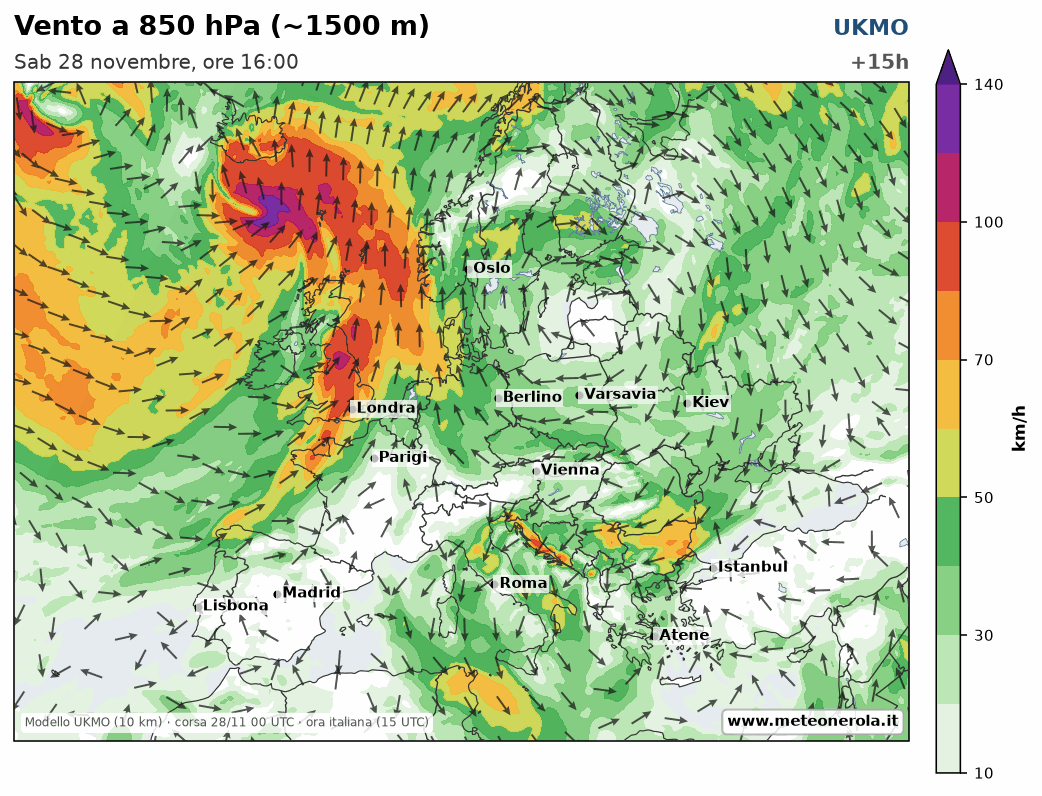 Vento a 850 hPa (~1500 m)
UKMO
Sab 28 novembre, ore 16:00
+15h
140
100
70
50
30
10
km/h
Oslo
Londra
Berlino
Varsavia
Kiev
Parigi
Vienna
Istanbul
Roma
Madrid
Lisbona
Atene
Modello UKMO (10 km) · corsa 28/11 00 UTC · ora italiana (15 UTC)
www.meteonerola.it